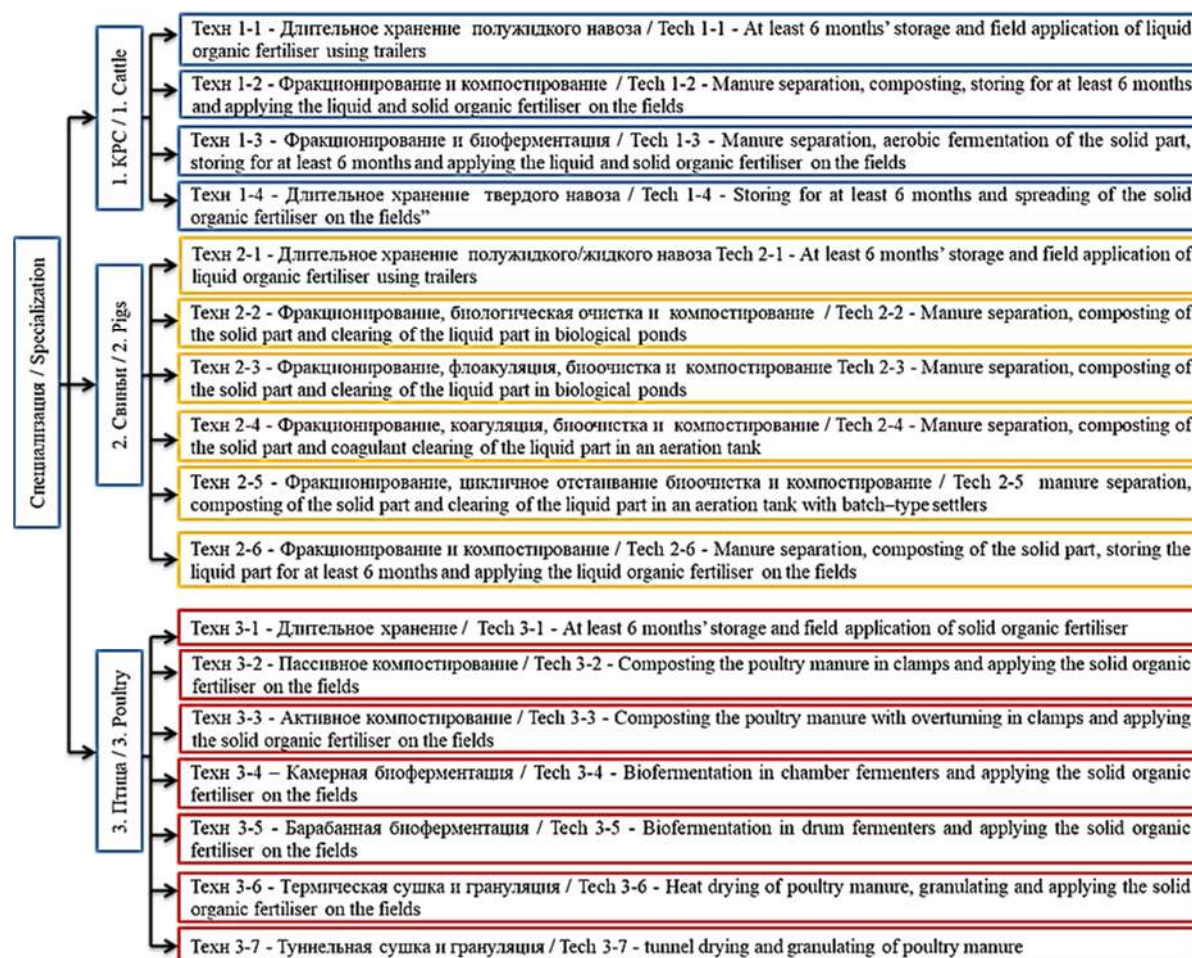 Специализация / Specialization
1. КРС / 1. Cattle
Техн 1-1 - Длительное хранение полужидкого навоза / Tech 1-1 - At least 6 months’ storage and field application of liquid
organic fertiliser using trailers
Техн 1-2 - Фракционирование и компостирование / Tech 1-2 - Manure separation, composting, storing for at least 6 months
and applying the liquid and solid organic fertiliser on the fields
Техн 1-3 - Фракционирование и биоферментация / Tech 1-3 - Manure separation, aerobic fermentation of the solid part,
storing for at least 6 months and applying the liquid and solid organic fertiliser on the fields
Техн 1-4 - Длительное хранение твердого навоза / Tech 1-4 - Storing for at least 6 months and spreading of the solid
organic fertiliser on the fields”
2. Свиньи / 2. Pigs
Техн 2-1 - Длительное хранение полужидкого/жидкого навоза Tech 2-1 - At least 6 months’ storage and field application of
liquid organic fertiliser using trailers
Техн 2-2 - Фракционирование, биологическая очистка и компостирование / Tech 2-2 - Manure separation, composting of
the solid part and clearing of the liquid part in biological ponds
Техн 2-3 - Фракционирование, флоакуляция, биоочистка и компостирование Tech 2-3 - Manure separation, composting of
the solid part and clearing of the liquid part in biological ponds
Техн 2-4 - Фракционирование, коагуляция, биоочистка и компостирование / Tech 2-4 - Manure separation, composting of
the solid part and coagulant clearing of the liquid part in an aeration tank
Техн 2-5 - Фракционирование, цикличное отстаивание биоочистка и компостирование / Tech 2-5 manure separation,
composting of the solid part and clearing of the liquid part in an aeration tank with batch–type settlers
Техн 2-6 - Фракционирование и компостирование / Tech 2-6 - Manure separation, composting of the solid part, storing the
liquid part for at least 6 months and applying the liquid organic fertiliser on the fields
3. Птица / 3. Poultry
Техн 3-1 - Длительное хранение / Tech 3-1 - At least 6 months’ storage and field application of solid organic fertiliser
Техн 3-2 - Пассивное компостирование / Tech 3-2 - Composting the poultry manure in clamps and applying the solid organic
fertiliser on the fields
Техн 3-3 - Активное компостирование / Tech 3-3 - Composting the poultry manure with overturning in clamps and applying
the solid organic fertiliser on the fields
Техн 3-4 – Камерная биоферментация / Tech 3-4 - Biofermentation in chamber fermenters and applying the solid organic
fertiliser on the fields
Техн 3-5 - Барабанная биоферментация / Tech 3-5 - Biofermentation in drum fermenters and applying the solid organic
fertiliser on the fields
Техн 3-6 - Термическая сушка и грануляция / Tech 3-6 - Heat drying of poultry manure, granulating and applying the solid
organic fertiliser on the fields
Техн 3-7 - Туннельная сушка и грануляция / Tech 3-7 - tunnel drying and granulating of poultry manure